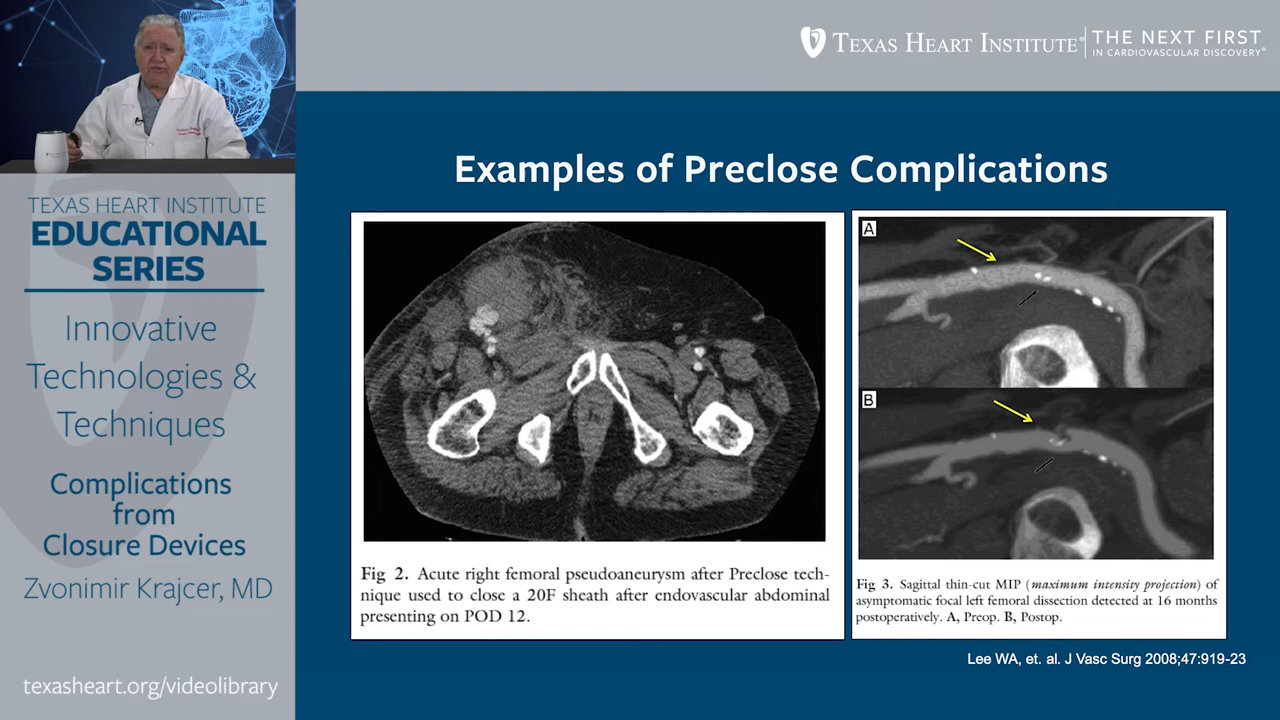 TEXAS HEART INSTITUTE®
THE NEXT FIRST
IN CARDIOVASCULAR DISCOVERY®
TEXAS HEART INSTITUTE
EDUCATIONAL
SERIES
Innovative
Technologies &
Techniques
Complications
from
Closure Devices
Zvonimir Krajcer, MD
texasheart.org/videolibrary
Examples of Preclose Complications
Fig 2. Acute right femoral pseudoaneurysm after Preclose tech-
nique used to close a 20F sheath after endovascular abdominal
presenting on POD 12.
A
B
Fig 3. Sagittal thin-cut MIP (maximum intensity projection) of
asymptomatic focal left femoral dissection detected at 16 months
postoperatively. A, Preop. B, Postop.
Lee WA, et. al. J Vasc Surg 2008;47:919-23